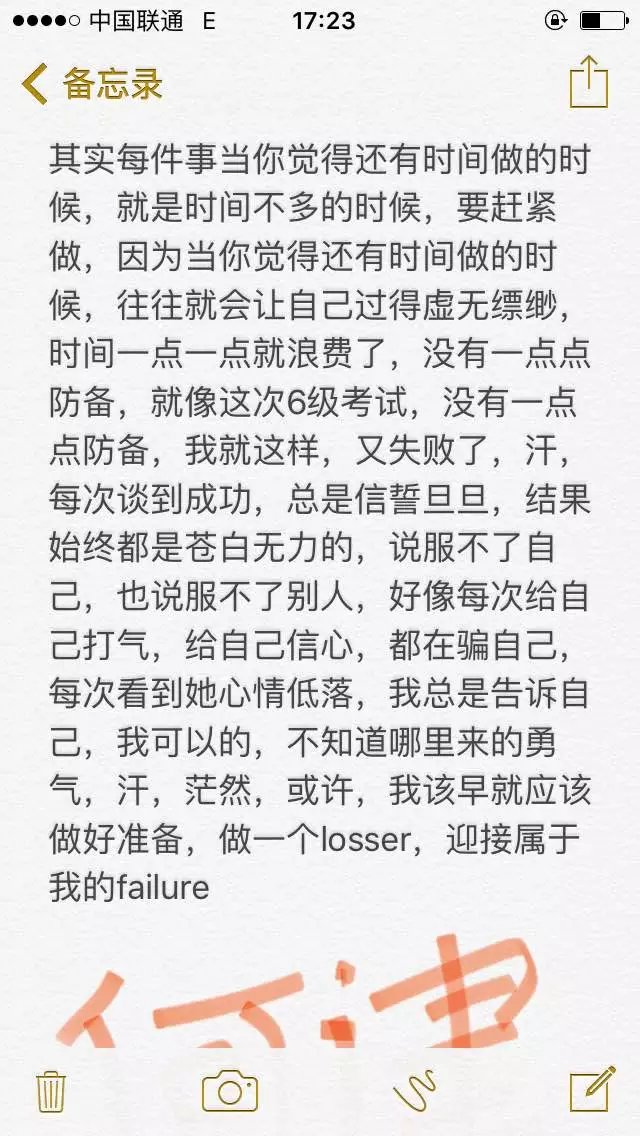 中国联通 E 17:23
备忘录
其实每件事当你觉得还有时间做的时
候，就是时间不多的时候，要赶紧
做，因为当你觉得还有时间做的时
候，往往就会让自己过得虚无缥缈，
时间一点一点就浪费了，没有一点点
防备，就像这次6级考试，没有一点
点防备，我就这样，又失败了，汗，
每次谈到成功，总是信誓旦旦，结果
始终都是苍白无力的，说服不了自
己，也说服不了别人，好像每次给自
己打气，给自己信心，都在骗自己，
每次看到她心情低落，我总是告诉自
己，我可以的，不知道哪里来的勇
气，汗，茫然，或许，我该早就应该
做好准备，做一个losser，迎接属于
我的failure